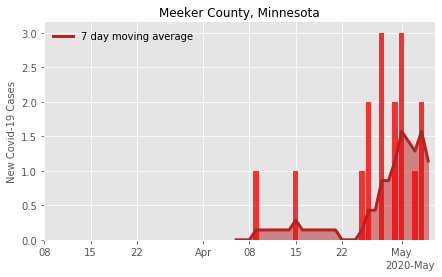 Meeker County, Minnesota
7 day moving average
New Covid-19 Cases
3.0
2.5
2.0
1.5
1.0
0.5
0.0
08 15 22 Apr 08 15 22 May
2020-May